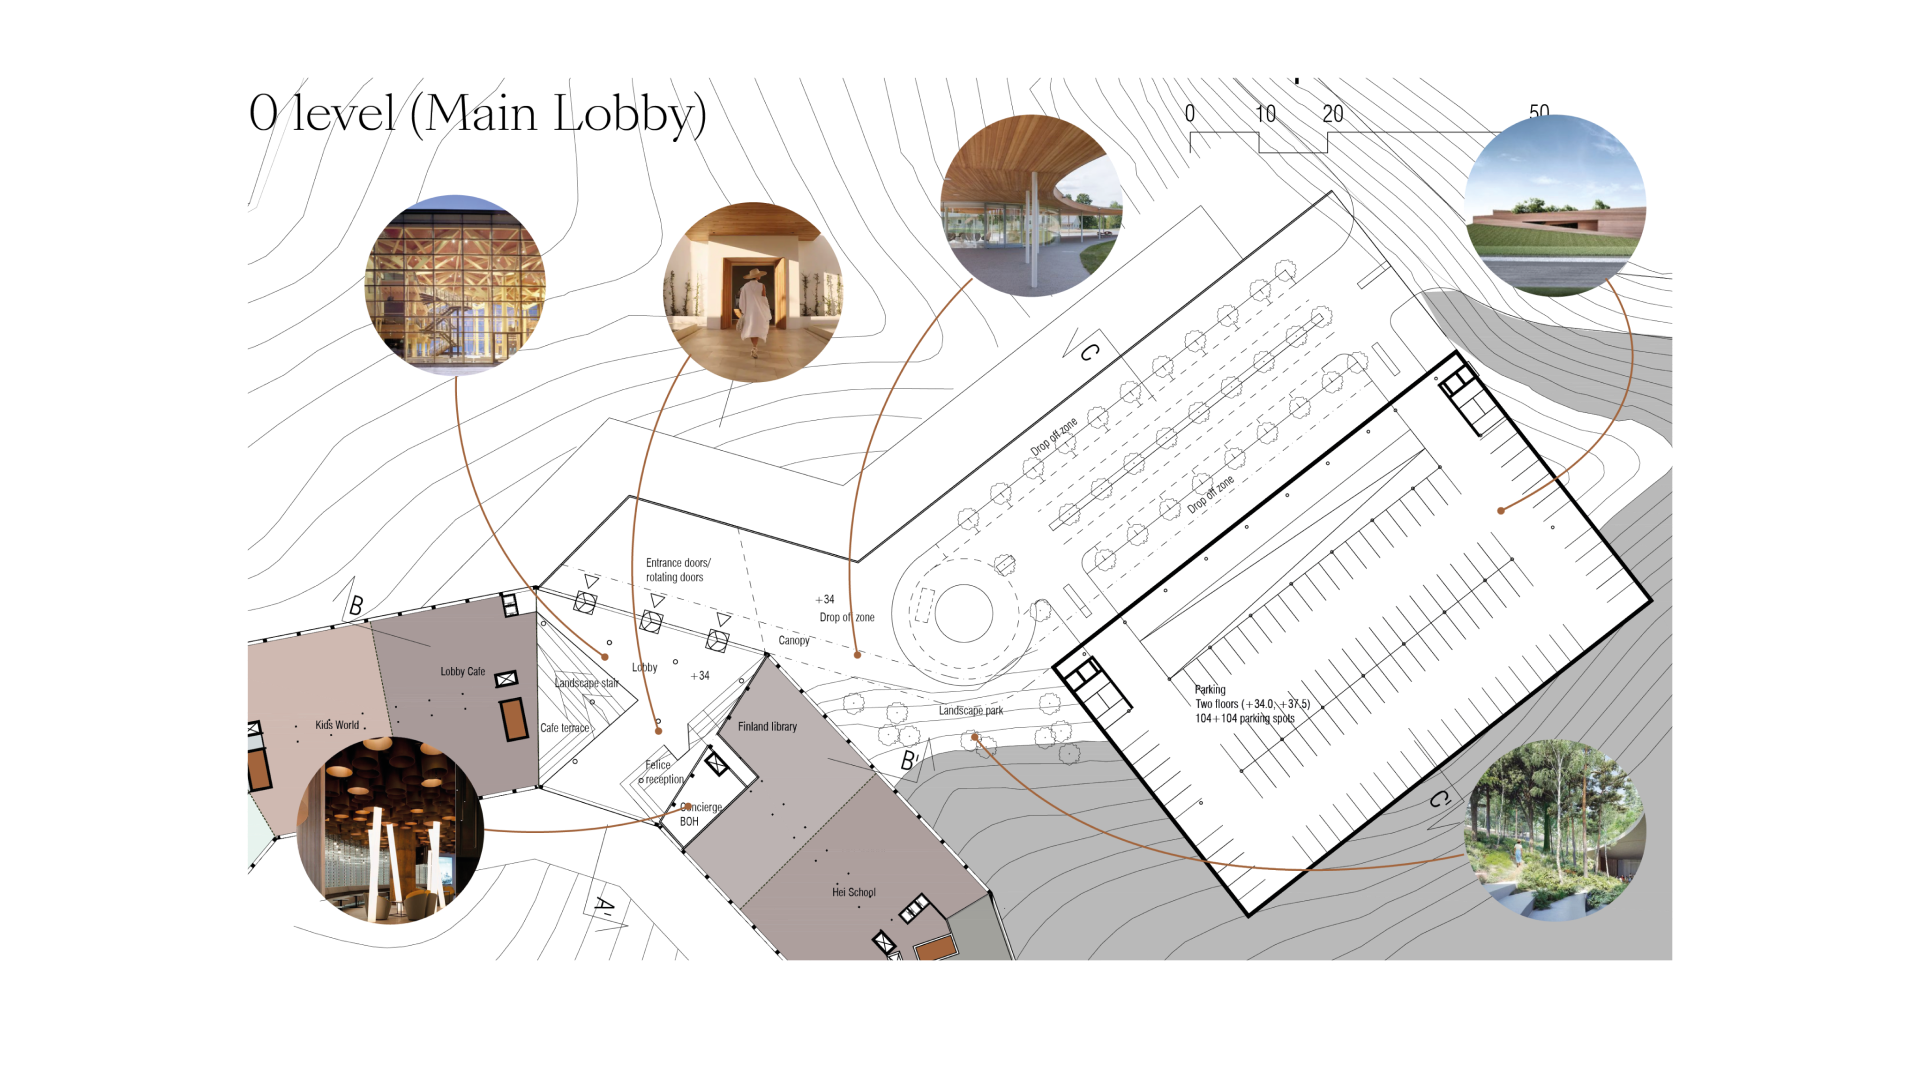 0 level (Main Lobby)
0 10 20 50
C
Drop off zone
Drop off zone
Entrance doors/
rotating doors
+34
Drop off zone
Canopy
B
Lobby Cafe
Lobby
+34
Landscape stair
Kids World
Cafe terrace
Finland library
Landscape park
Parking
Two floors (+34.0, +37.5)
104+104 parking spots
B'
Felice
reception
Concierge
BOH
C'
Hei School
A'